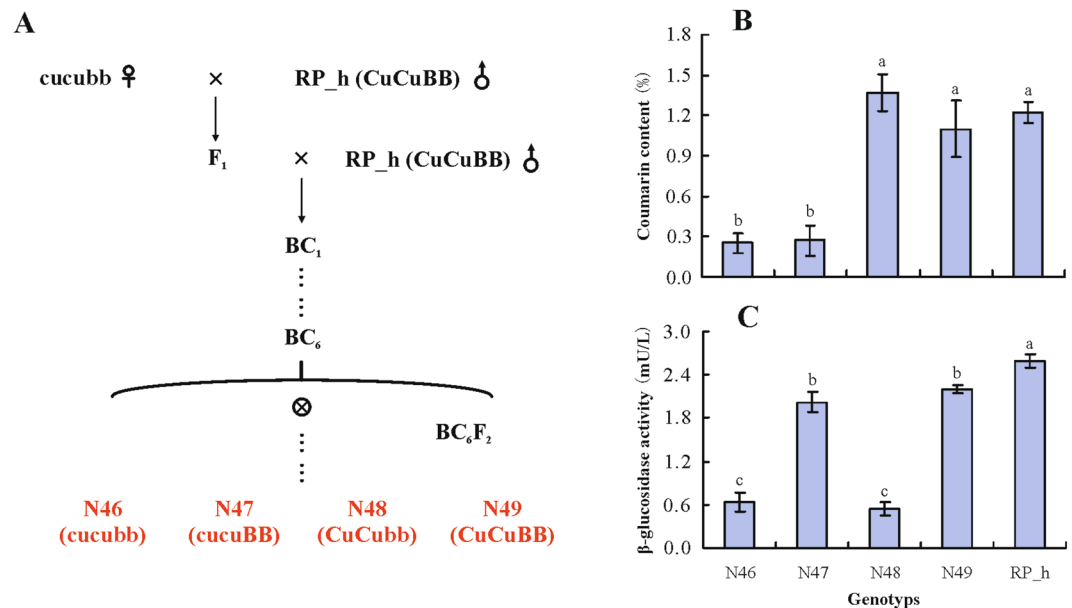 A
cucubb ♀ × RP_h (CuCuBB) ♂
F₁ × RP_h (CuCuBB) ♂
BC₁
BC₆
⊗
BC₆F₂
N46 N47 N48 N49
(cucubb) (cucuBB) (CuCubb) (CuCuBB)
B
Coumarin content (%)
1.8
1.5
1.2
0.9
0.6
0.3
0.0
b b a a a
C
β-glucosidase activity (mU/L)
3.0
2.4
1.8
1.2
0.6
0.0
c b c b a
N46 N47 N48 N49 RP_h
Genotyps